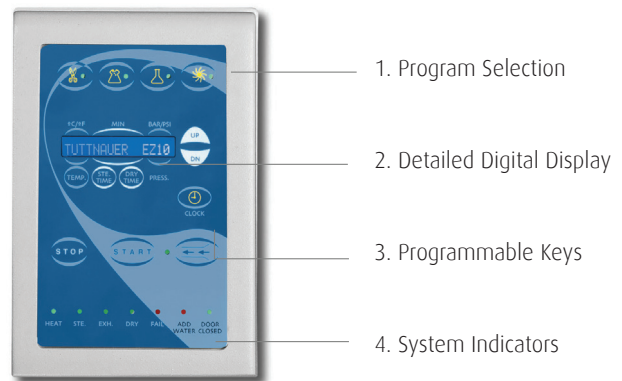 1. Program Selection
°C/°F MIN BAR/PSI
UP
TUTTNAUER EZ10
2. Detailed Digital Display
DN
TEMP. STE. TIME DRY TIME PRESS.
CLOCK
3. Programmable Keys
STOP START
HEAT STE. EXH. DRY FAIL ADD WATER DOOR CLOSED
4. System Indicators